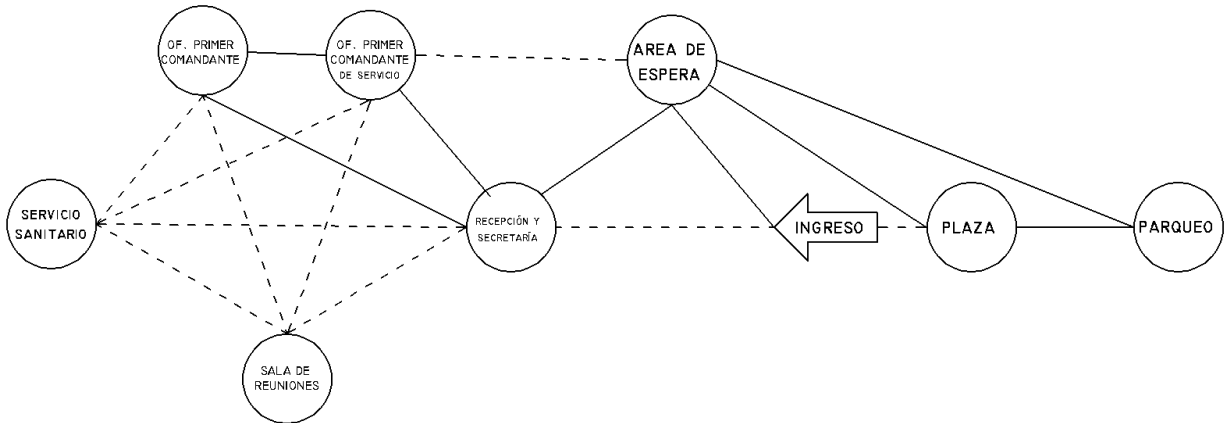 OF. PRIMER
COMANDANTE
OF. PRIMER
COMANDANTE
DE SERVICIO
AREA DE
ESPERA
SERVICIO
SANITARIO
RECEPCIÓN Y
SECRETARÍA
INGRESO
PLAZA
PARQUEO
SALA DE
REUNIONES